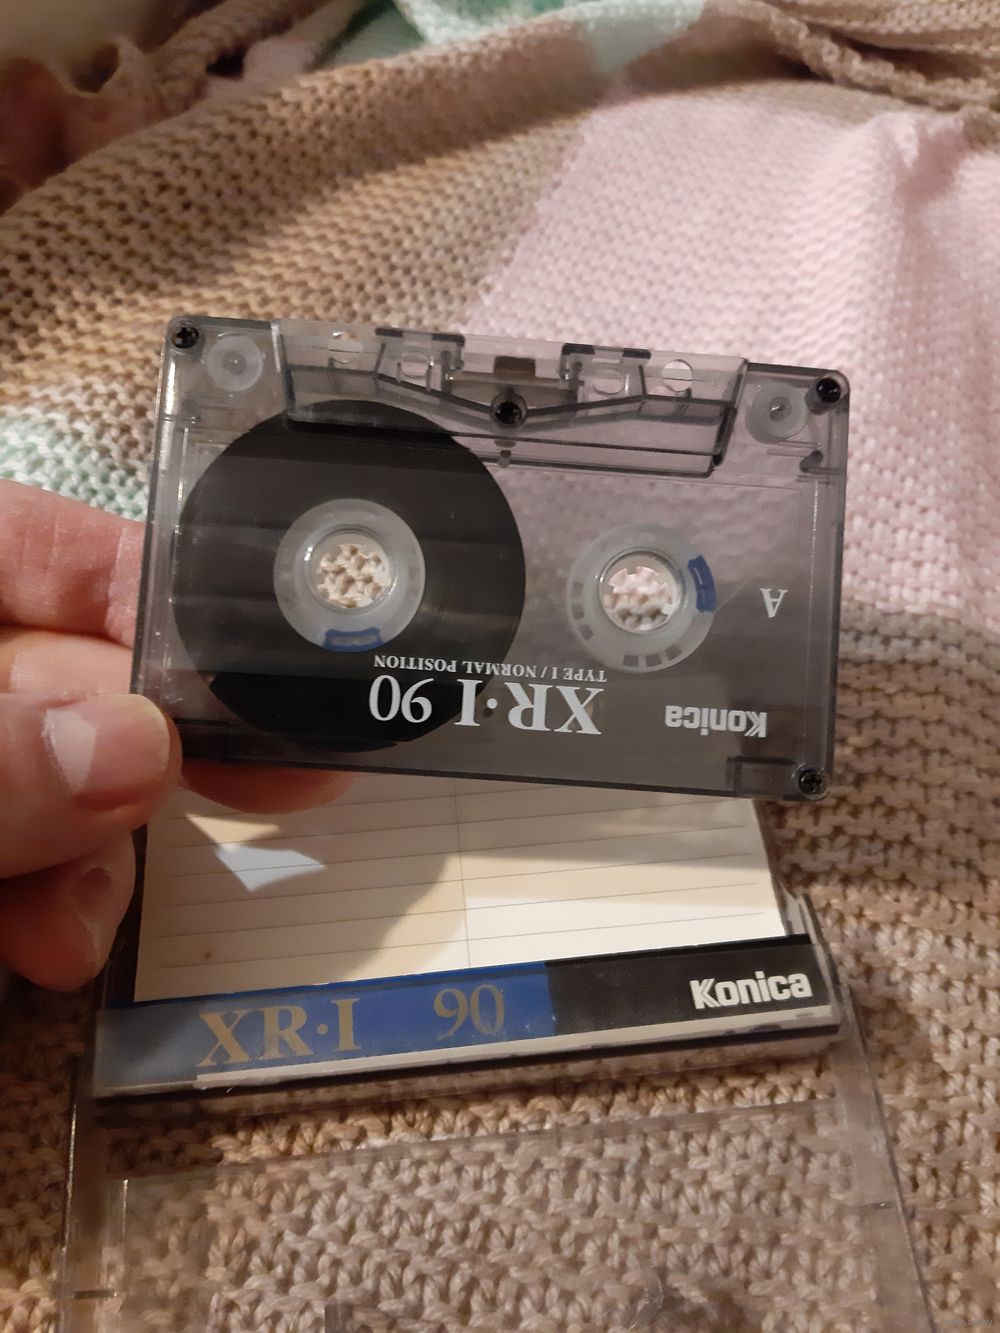 A
Konica
XR·I 90
TYPE I / NORMAL POSITION
XR·I 90 Konica